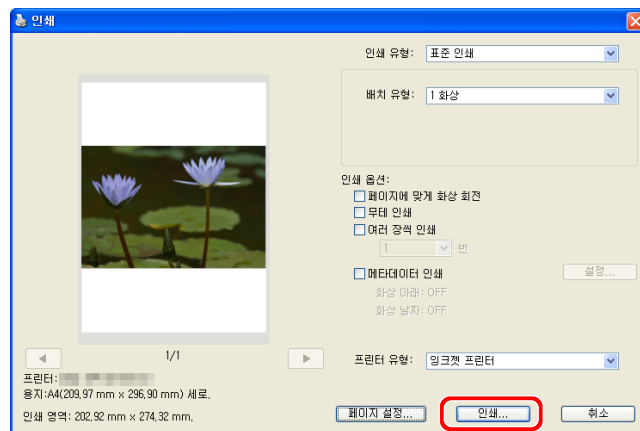 인쇄
인쇄 유형: 표준 인쇄
배치 유형: 1 화상
인쇄 옵션:
페이지에 맞게 화상 회전
무테 인쇄
여러 장씩 인쇄
1 번
메타데이터 인쇄 설정...
화상 아래: OFF
화상 날짜: OFF
1/1
프린터 유형: 잉크젯 프린터
프린터:
용지:A4(209,97 mm x 296,90 mm) 세로,
인쇄 영역: 202,92 mm x 274,32 mm,
페이지 설정... 인쇄... 취소